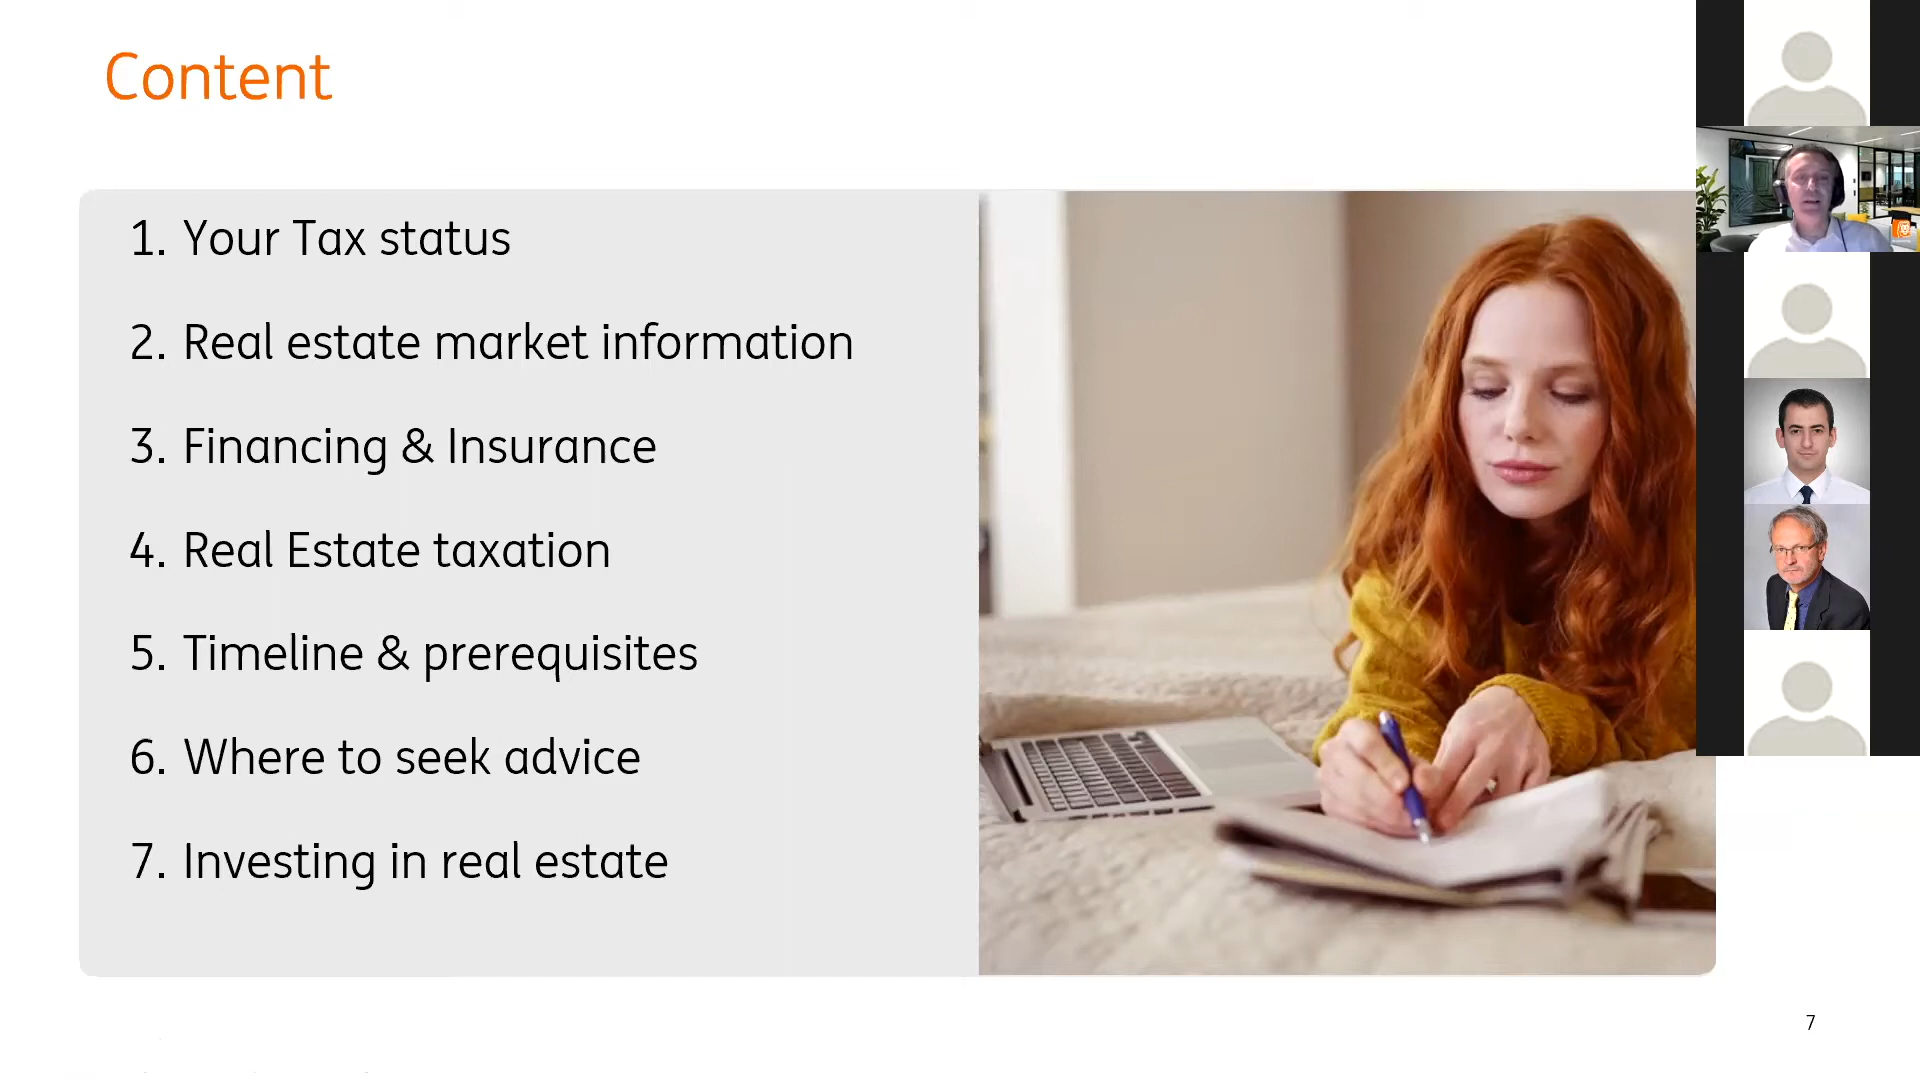 Content
1. Your Tax status
2. Real estate market information
3. Financing & Insurance
4. Real Estate taxation
5. Timeline & prerequisites
6. Where to seek advice
7. Investing in real estate
7